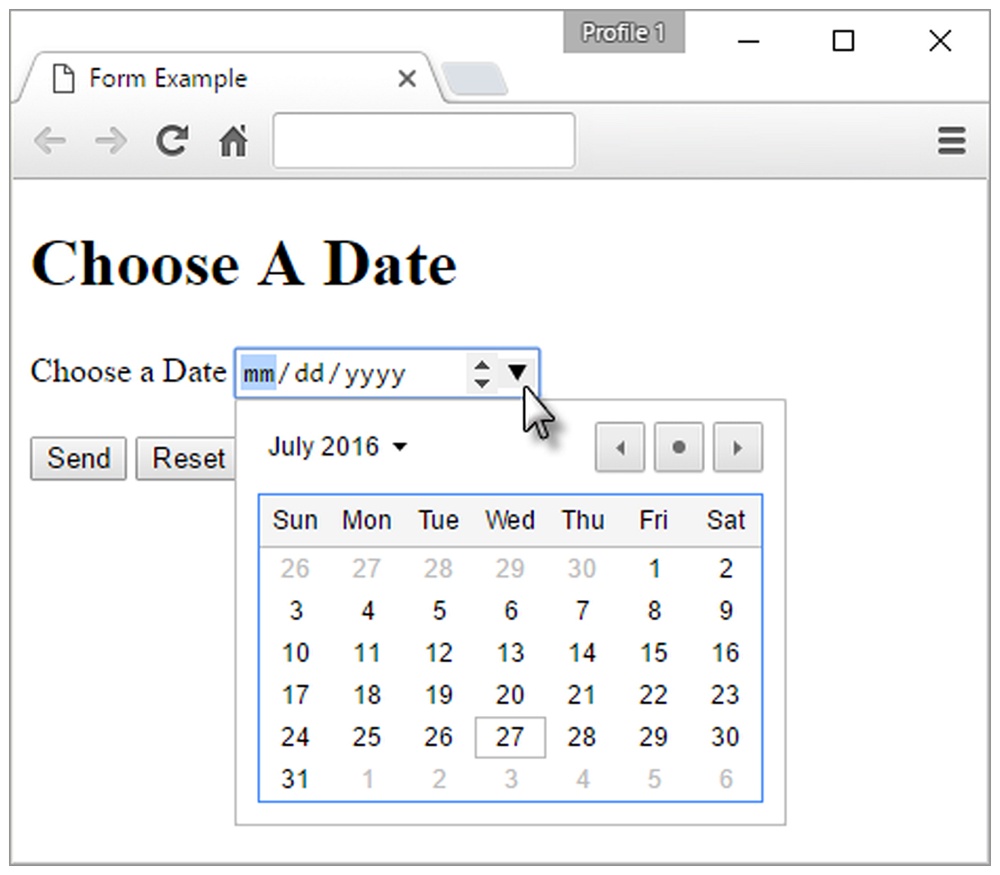 Profile 1
Form Example
Choose A Date
Choose a Date mm/dd/yyyy
Send Reset
July 2016
Sun Mon Tue Wed Thu Fri Sat
26 27 28 29 30 1 2
3 4 5 6 7 8 9
10 11 12 13 14 15 16
17 18 19 20 21 22 23
24 25 26 27 28 29 30
31 1 2 3 4 5 6